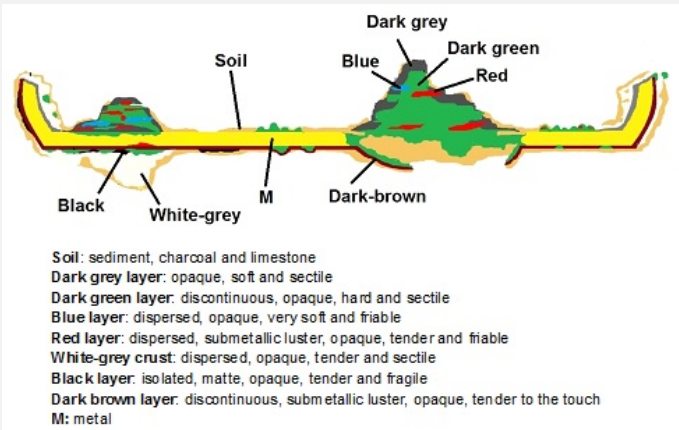 Dark grey
Dark green
Soil
Blue
Red
Black
White-grey
M
Dark-brown
Soil: sediment, charcoal and limestone
Dark grey layer: opaque, soft and sectile
Dark green layer: discontinuous, opaque, hard and sectile
Blue layer: dispersed, opaque, very soft and friable
Red layer: dispersed, submetallic luster, opaque, tender and friable
White-grey crust: dispersed, opaque, tender and sectile
Black layer: isolated, matte, opaque, tender and fragile
Dark brown layer: discontinuous, submetallic luster, opaque, tender to the touch
M: metal